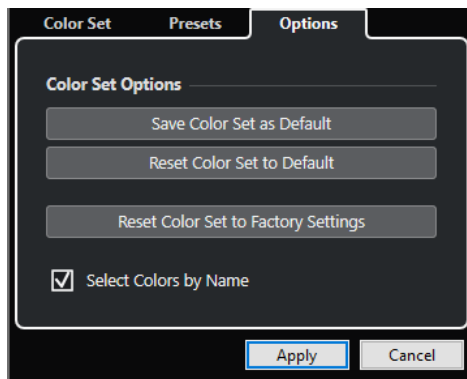 Color Set Presets Options
Color Set Options
Save Color Set as Default
Reset Color Set to Default
Reset Color Set to Factory Settings
Select Colors by Name
Apply Cancel